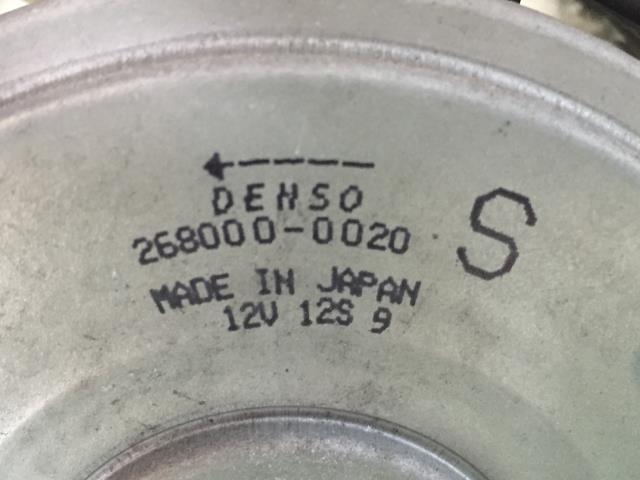 DENSO
268000-0020
S
MADE IN JAPAN
12V 12S 9